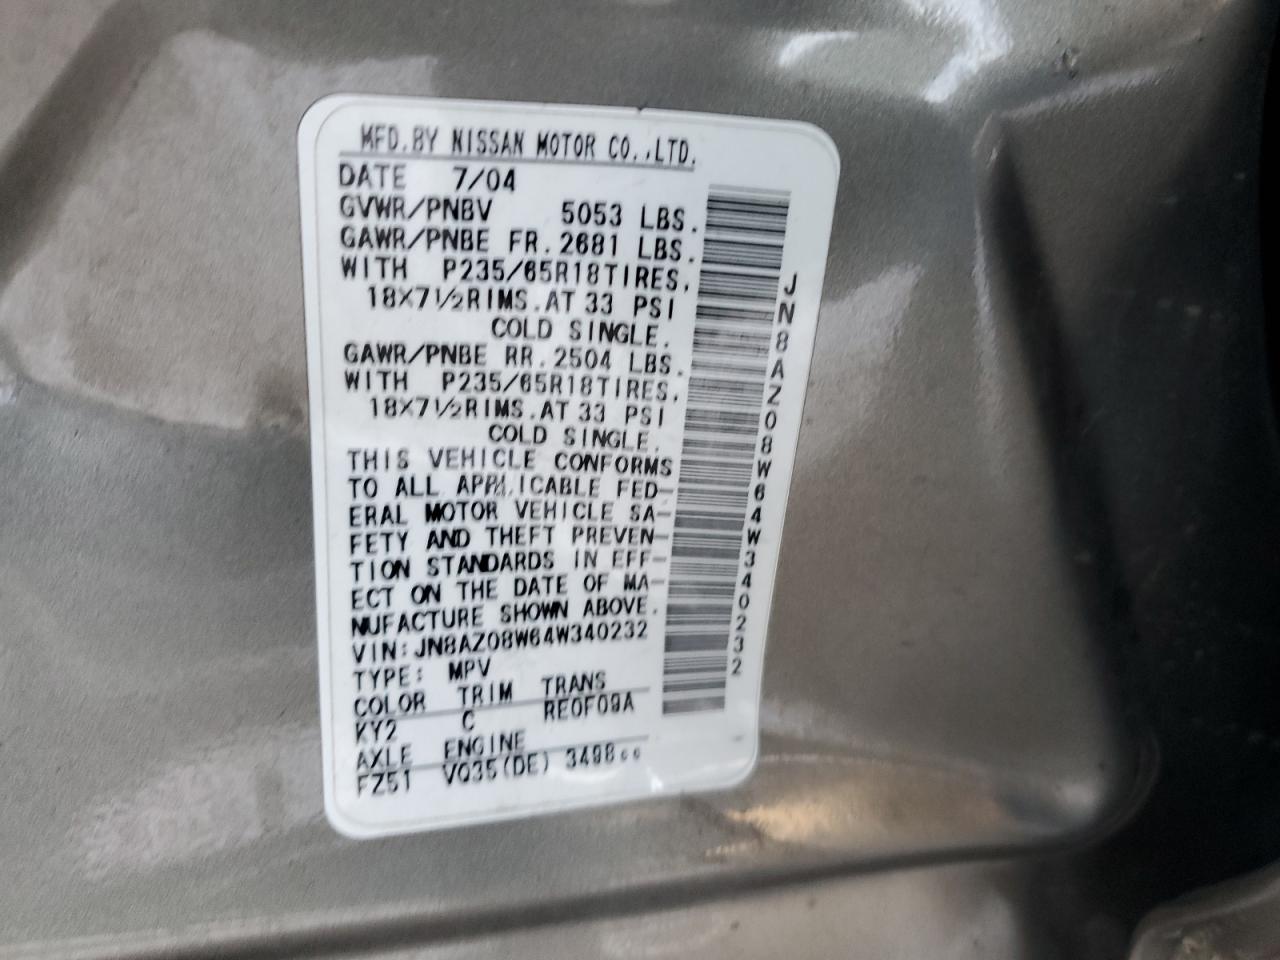 MFD.BY NISSAN MOTOR CO.,LTD.
DATE 7/04
GVWR/PNBV 5053 LBS.
GAWR/PNBE FR.2681 LBS.
WITH P235/65R18TIRES,
18×7½RIMS.AT 33 PSI
COLD SINGLE.
GAWR/PNBE RR.2504 LBS.
WITH P235/65R18TIRES,
18×7½RIMS.AT 33 PSI
COLD SINGLE.
THIS VEHICLE CONFORMS
TO ALL APPLICABLE FED-
ERAL MOTOR VEHICLE SA-
FETY AND THEFT PREVEN-
TION STANDARDS IN EFF-
ECT ON THE DATE OF MA-
NUFACTURE SHOWN ABOVE.
VIN:JN8AZ08W64W340232
TYPE: MPV
COLOR TRIM TRANS
KY2 C RE0F09A
AXLE ENGINE
FZ51 VQ35(DE) 3498cc
JN8AZ08W64W340232